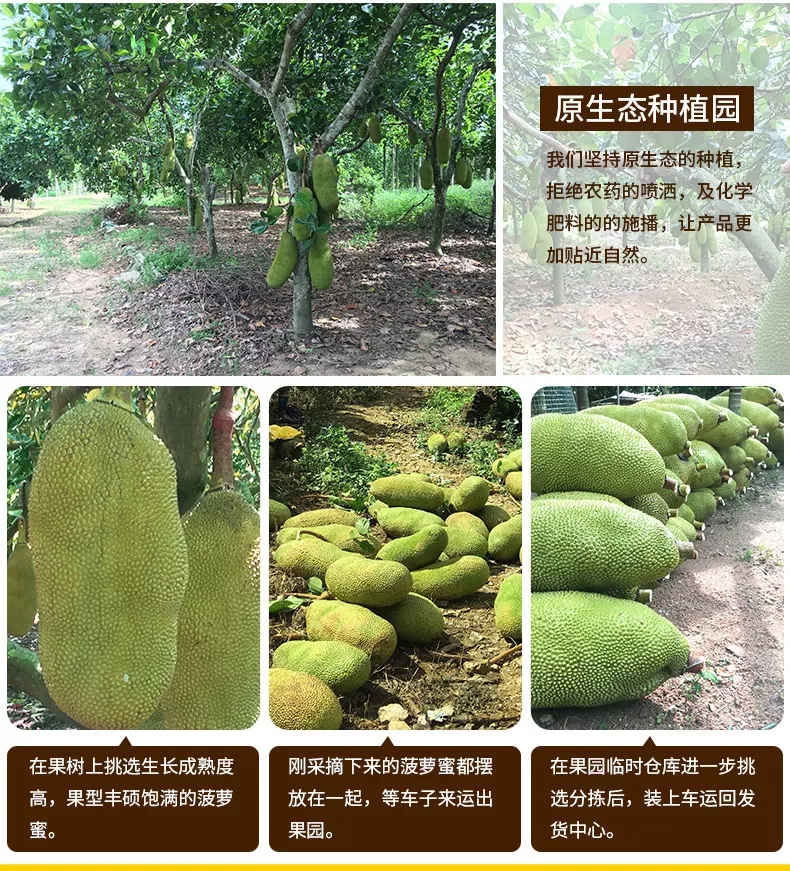 原生态种植园
我们坚持原生态的种植，
拒绝农药的喷洒，及化学
肥料的的施播，让产品更
加贴近自然。
在果树上挑选生长成熟度
高，果型丰硕饱满的菠萝
蜜。
刚采摘下来的菠萝蜜都摆
放在一起，等车子来运出
果园。
在果园临时仓库进一步挑
选分拣后，装上车运回发
货中心。